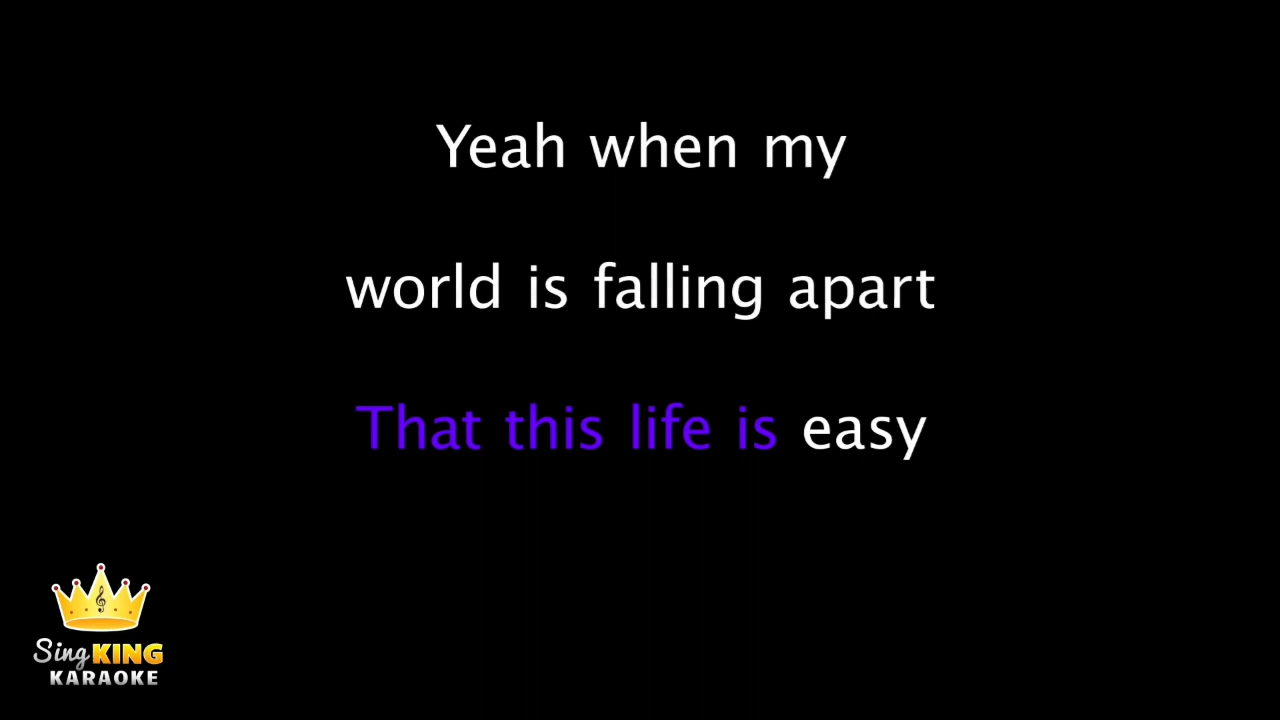 Yeah when my
world is falling apart
That this life is easy
Sing KING
KARAOKE